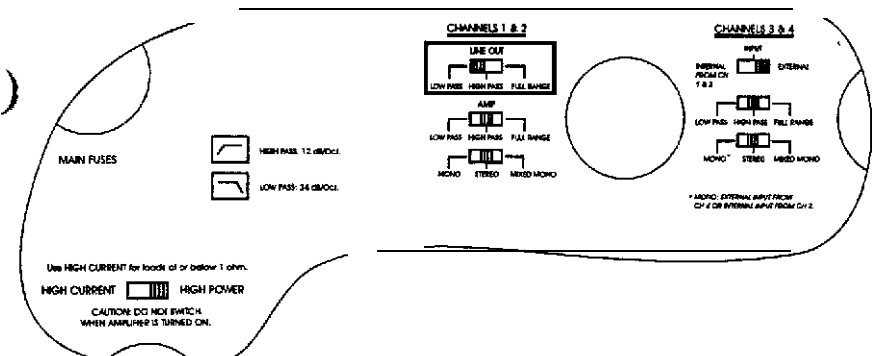 CHANNELS 1 & 2
LINE OUT
LOW PASS HIGH PASS FULL RANGE
AMP
LOW PASS HIGH PASS FULL RANGE
MONO STEREO MIXED MONO
CHANNELS 3 & 4
INPUT
INTERNAL
FROM CH
1 & 2
EXTERNAL
LOW PASS HIGH PASS FULL RANGE
MONO* STEREO MIXED MONO
* MONO: EXTERNAL INPUT FROM
CH 4 OR INTERNAL INPUT FROM CH 2.
MAIN FUSES
HIGH PASS: 12 dB/Oct.
LOW PASS: 24 dB/Oct.
Use HIGH CURRENT for loads at or below 1 ohm.
HIGH CURRENT HIGH POWER
CAUTION: DO NOT SWITCH
WHEN AMPLIFIER IS TURNED ON.